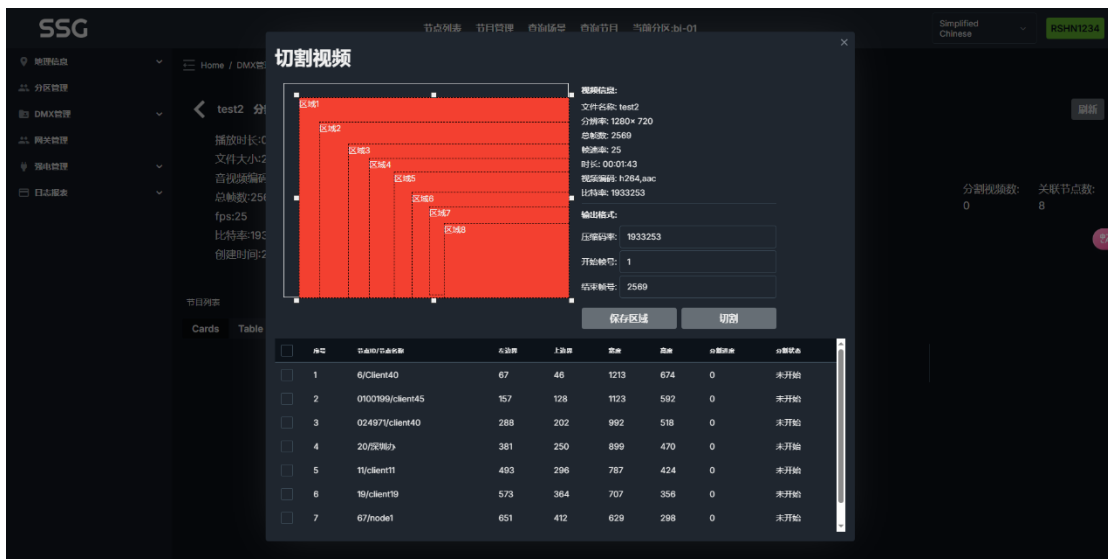 SSG
节点列表 节目管理 查询场景 查询节目 当前分区:bl-01
Simplified Chinese
RSHN1234
地理信息
分区管理
DMX管理
网关管理
强电管理
日志报表
Home / DMX管
test2 分
刷新
播放时长:0
文件大小:2
音视频编码
总帧数:256
fps:25
比特率:193
创建时间:2
分割视频数:
0
关联节点数:
8
节目列表
Cards Table
切割视频
区域1
区域2
区域3
区域4
区域5
区域6
区域7
区域8
视频信息:
文件名称: test2
分辨率: 1280× 720
总帧数: 2569
帧速率: 25
时长: 00:01:43
视频编码: h264,aac
比特率: 1933253
输出格式:
压缩码率: 1933253
开始帧号: 1
结束帧号: 2569
保存区域 切割
序号 节点ID/节点名称 左边界 上边界 宽度 高度 分割进度 分割状态
1 6/Client40 67 46 1213 674 0 未开始
2 0100199/client45 157 128 1123 592 0 未开始
3 024971/client40 288 202 992 518 0 未开始
4 20/深圳办 381 250 899 470 0 未开始
5 11/client11 493 296 787 424 0 未开始
6 19/client19 573 364 707 356 0 未开始
7 67/node1 651 412 629 298 0 未开始